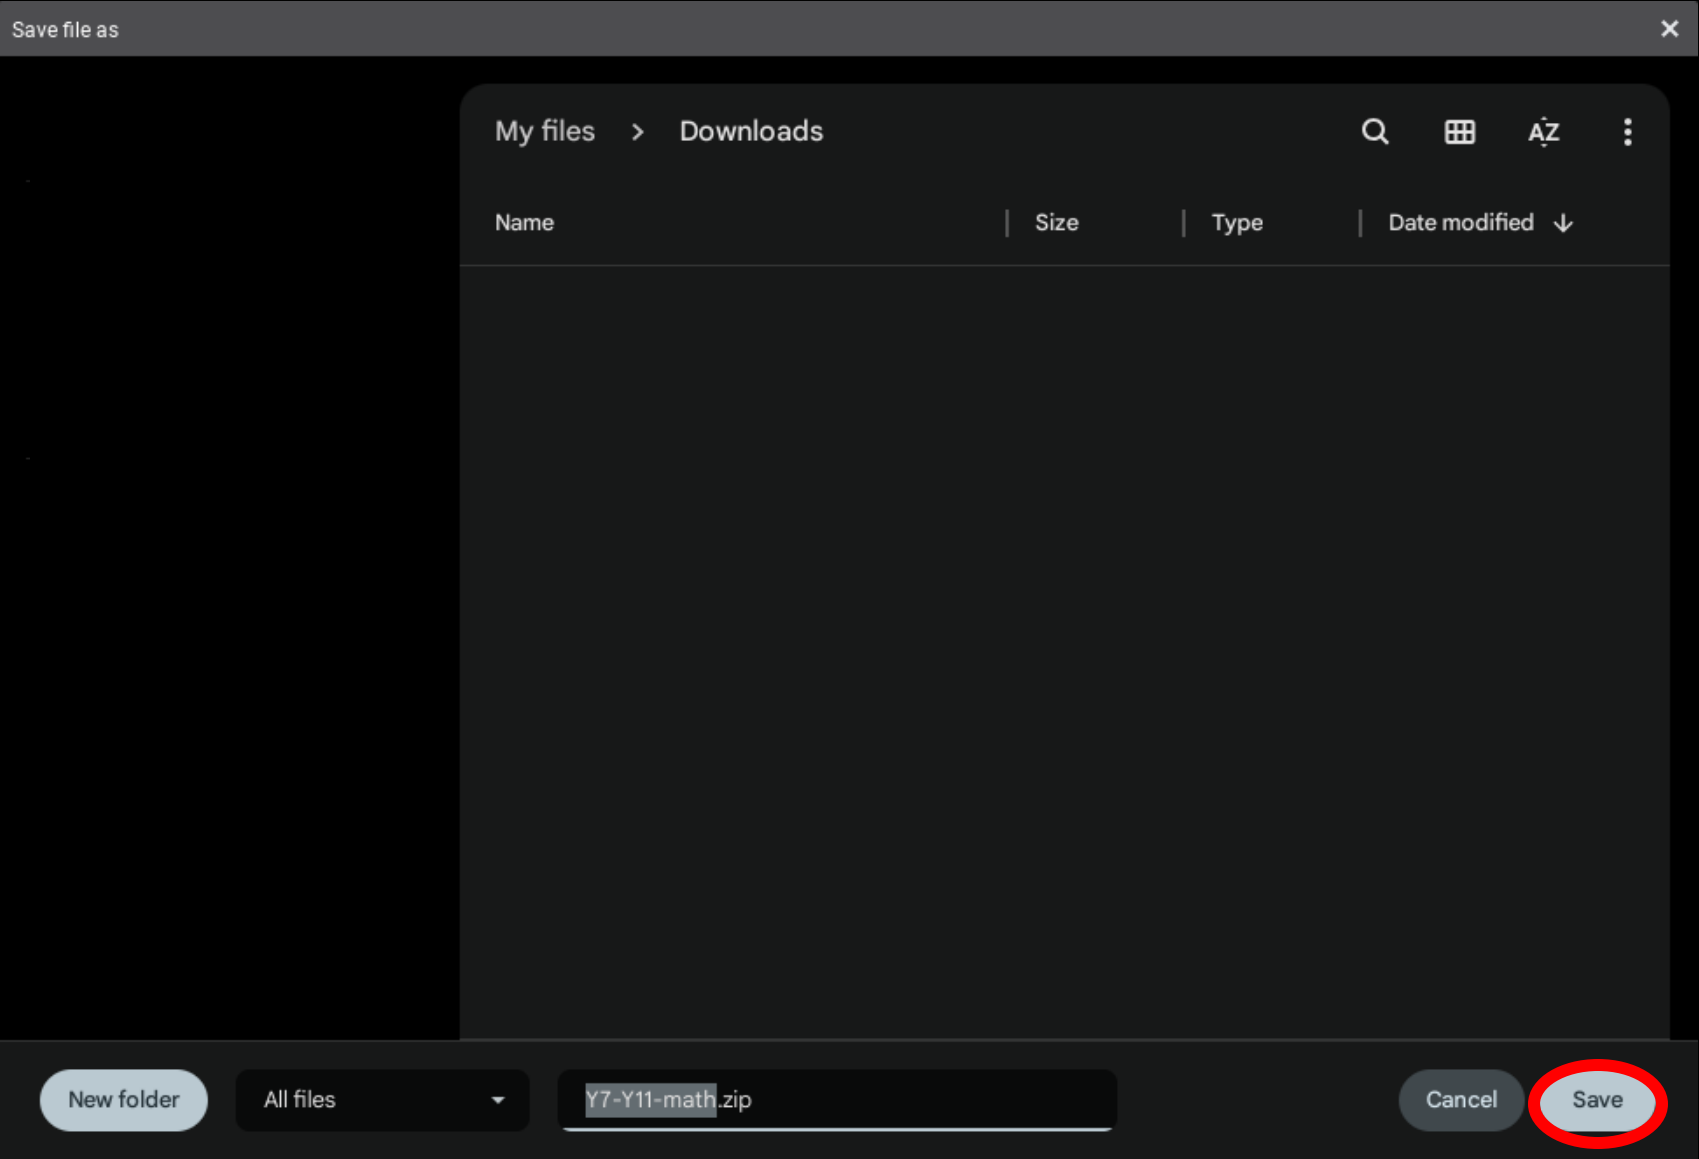 Save file as
My files > Downloads
AZ
Name | Size | Type | Date modified
New folder
All files
Y7-Y11-math.zip
Cancel
Save